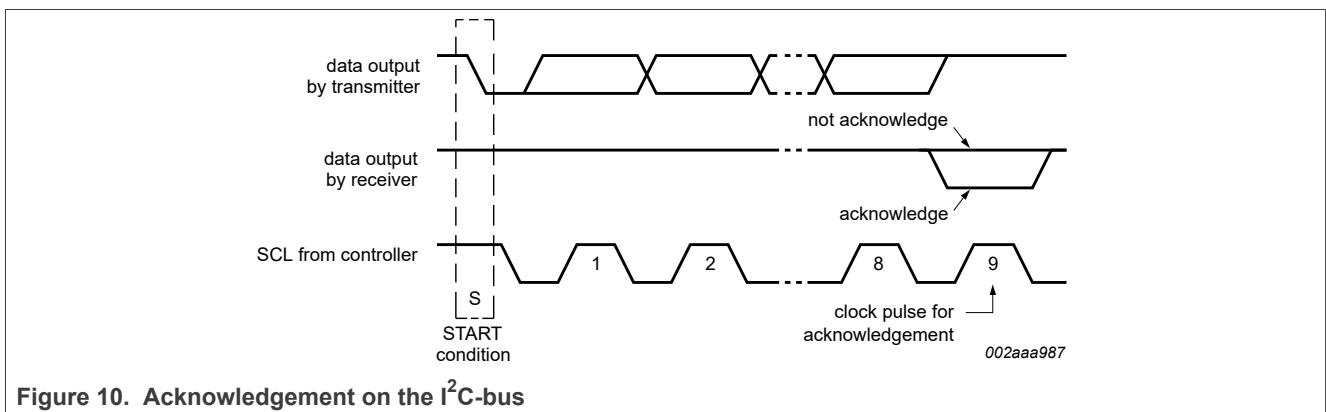 data output
by transmitter
not acknowledge
data output
by receiver
acknowledge
SCL from controller
1
2
8
9
S
START
condition
clock pulse for
acknowledgement
002aaa987
Figure 10. Acknowledgement on the I²C-bus